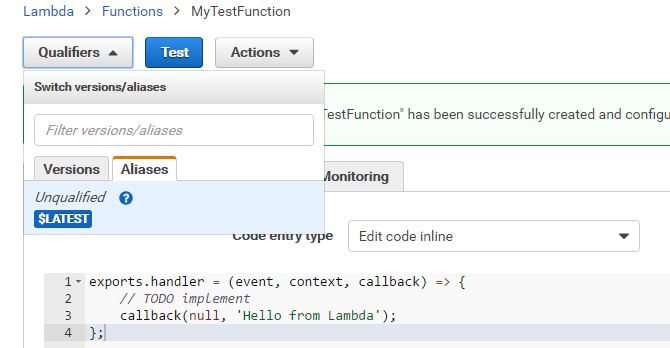 Lambda > Functions > MyTestFunction
Qualifiers Test Actions
Switch versions/aliases
TestFunction" has been successfully created and configu
Filter versions/aliases
Versions Aliases Monitoring
Unqualified ?
$LATEST
Code entry type Edit code inline
1 exports.handler = (event, context, callback) => {
2 // TODO implement
3 callback(null, 'Hello from Lambda');
4 };